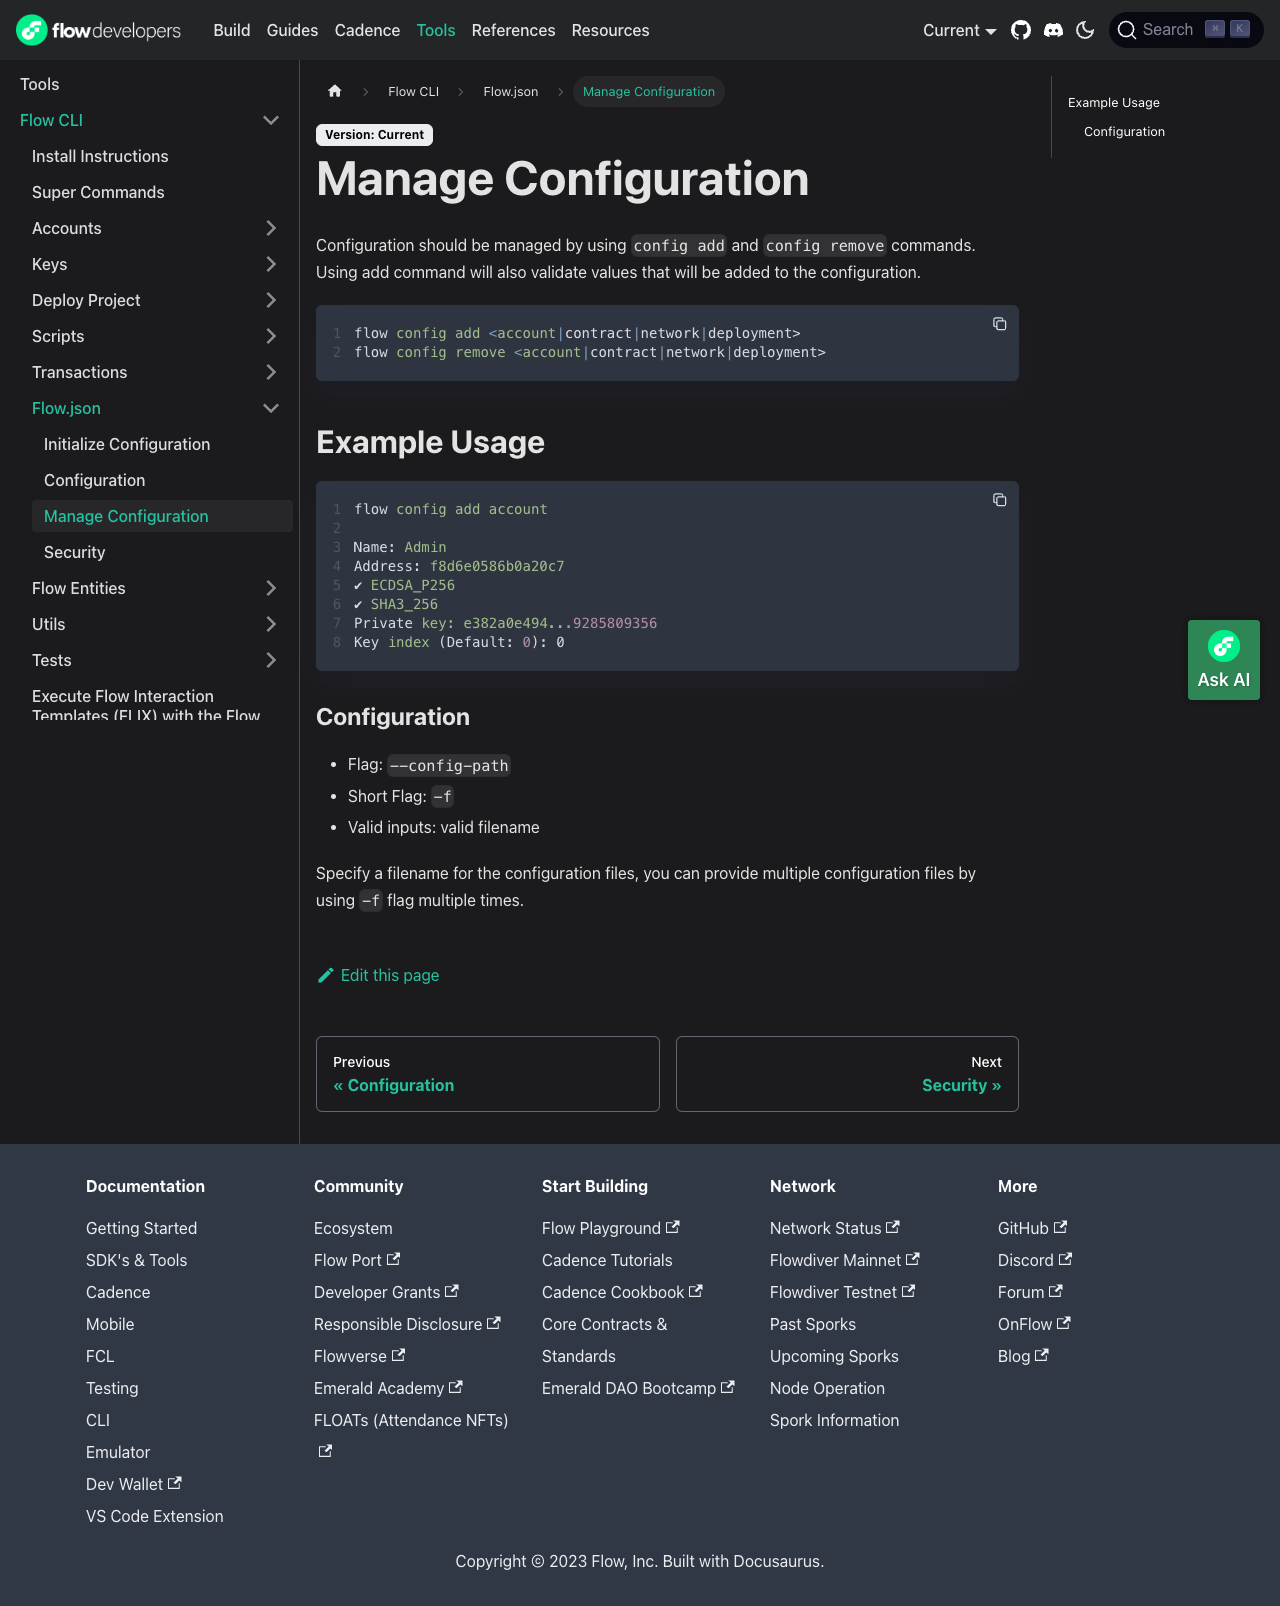 flowdevelopers
Build Guides Cadence Tools References Resources
Current
Search ⌘ K
Tools
Flow CLI
Install Instructions
Super Commands
Accounts
Keys
Deploy Project
Scripts
Transactions
Flow.json
Initialize Configuration
Configuration
Manage Configuration
Security
Flow Entities
Utils
Tests
Execute Flow Interaction
Templates (FLIX) with the Flow
Flow CLI
Flow.json
Manage Configuration
Version: Current
Manage Configuration
Configuration should be managed by using config add and config remove commands.
Using add command will also validate values that will be added to the configuration.
1 flow config add <account|contract|network|deployment>
2 flow config remove <account|contract|network|deployment>
Example Usage
1 flow config add account
2
3 Name: Admin
4 Address: f8d6e0586b0a20c7
5 ✔ ECDSA_P256
6 ✔ SHA3_256
7 Private key: e382a0e494...9285809356
8 Key index (Default: 0): 0
Configuration
• Flag: --config-path
• Short Flag: -f
• Valid inputs: valid filename
Specify a filename for the configuration files, you can provide multiple configuration files by
using -f flag multiple times.
Edit this page
Previous
« Configuration
Next
Security »
Example Usage
Configuration
Ask AI
Documentation
Getting Started
SDK's & Tools
Cadence
Mobile
FCL
Testing
CLI
Emulator
Dev Wallet
VS Code Extension
Community
Ecosystem
Flow Port
Developer Grants
Responsible Disclosure
Flowverse
Emerald Academy
FLOATs (Attendance NFTs)
Start Building
Flow Playground
Cadence Tutorials
Cadence Cookbook
Core Contracts &
Standards
Emerald DAO Bootcamp
Network
Network Status
Flowdiver Mainnet
Flowdiver Testnet
Past Sporks
Upcoming Sporks
Node Operation
Spork Information
More
GitHub
Discord
Forum
OnFlow
Blog
Copyright © 2023 Flow, Inc. Built with Docusaurus.